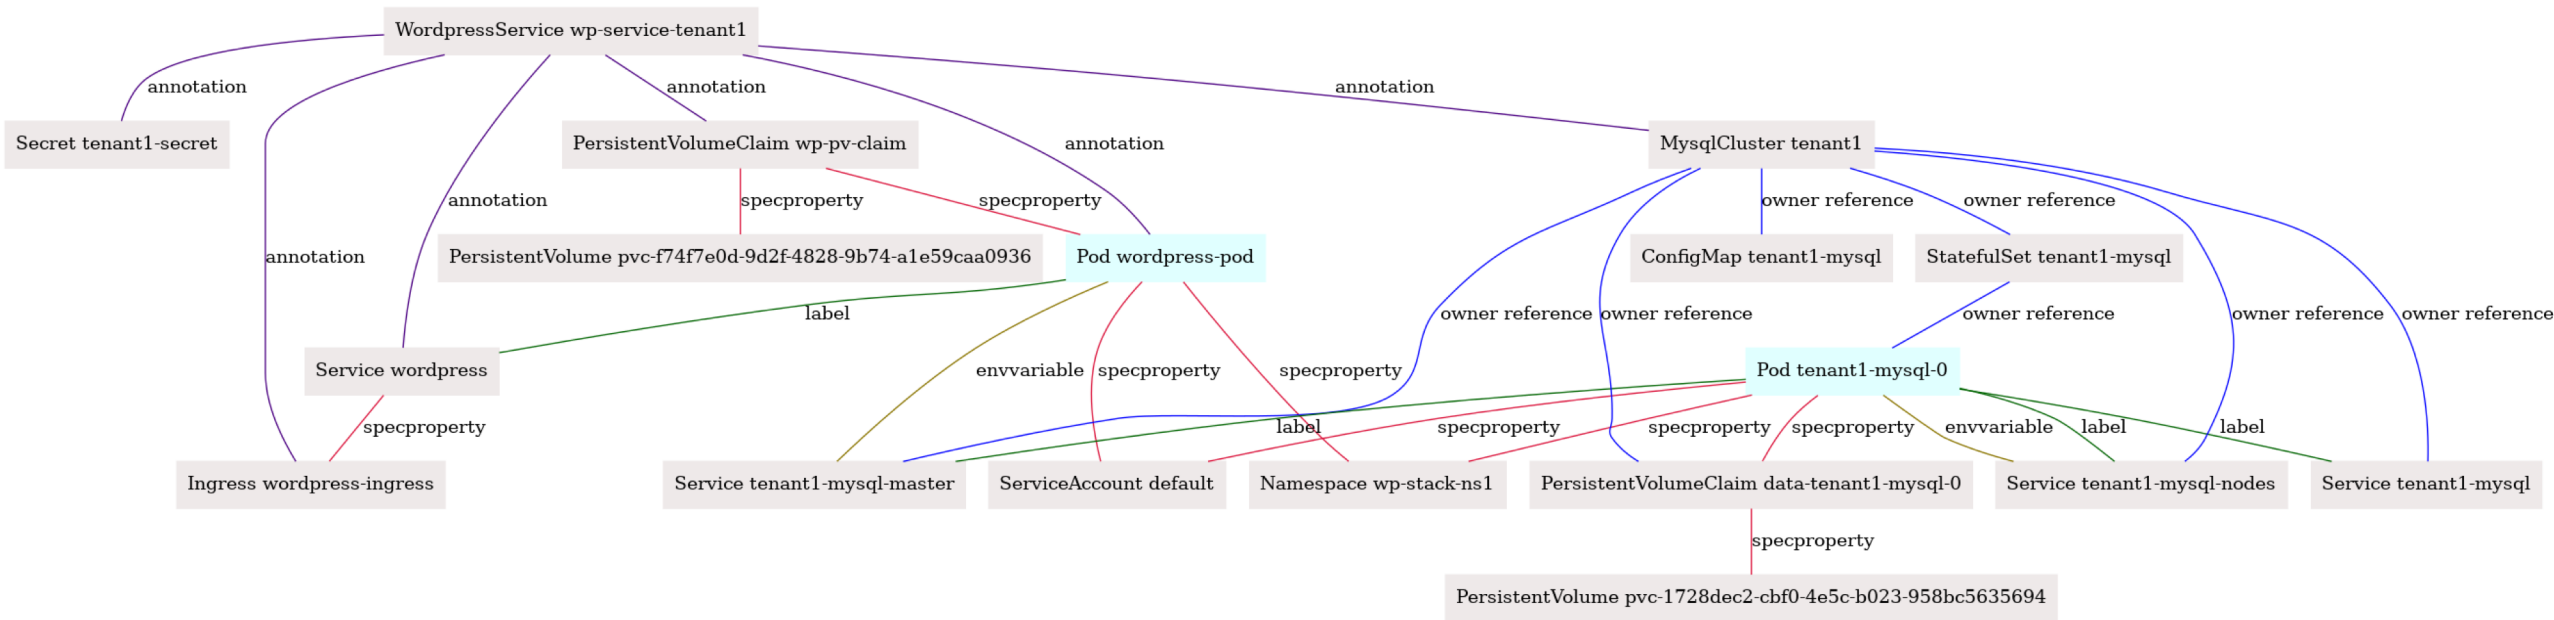 WordpressService wp-service-tenant1
annotation
annotation
annotation
Secret tenant1-secret
PersistentVolumeClaim wp-pv-claim
annotation
MysqlCluster tenant1
specproperty
specproperty
annotation
owner reference
owner reference
annotation
PersistentVolume pvc-f74f7e0d-9d2f-4828-9b74-a1e59caa0936
Pod wordpress-pod
ConfigMap tenant1-mysql
StatefulSet tenant1-mysql
label
owner reference
owner reference
owner reference
owner reference
owner reference
Service wordpress
envvariable
specproperty
specproperty
Pod tenant1-mysql-0
specproperty
label
specproperty
specproperty
specproperty
envvariable
label
label
Ingress wordpress-ingress
Service tenant1-mysql-master
ServiceAccount default
Namespace wp-stack-ns1
PersistentVolumeClaim data-tenant1-mysql-0
Service tenant1-mysql-nodes
Service tenant1-mysql
specproperty
PersistentVolume pvc-1728dec2-cbf0-4e5c-b023-958bc5635694